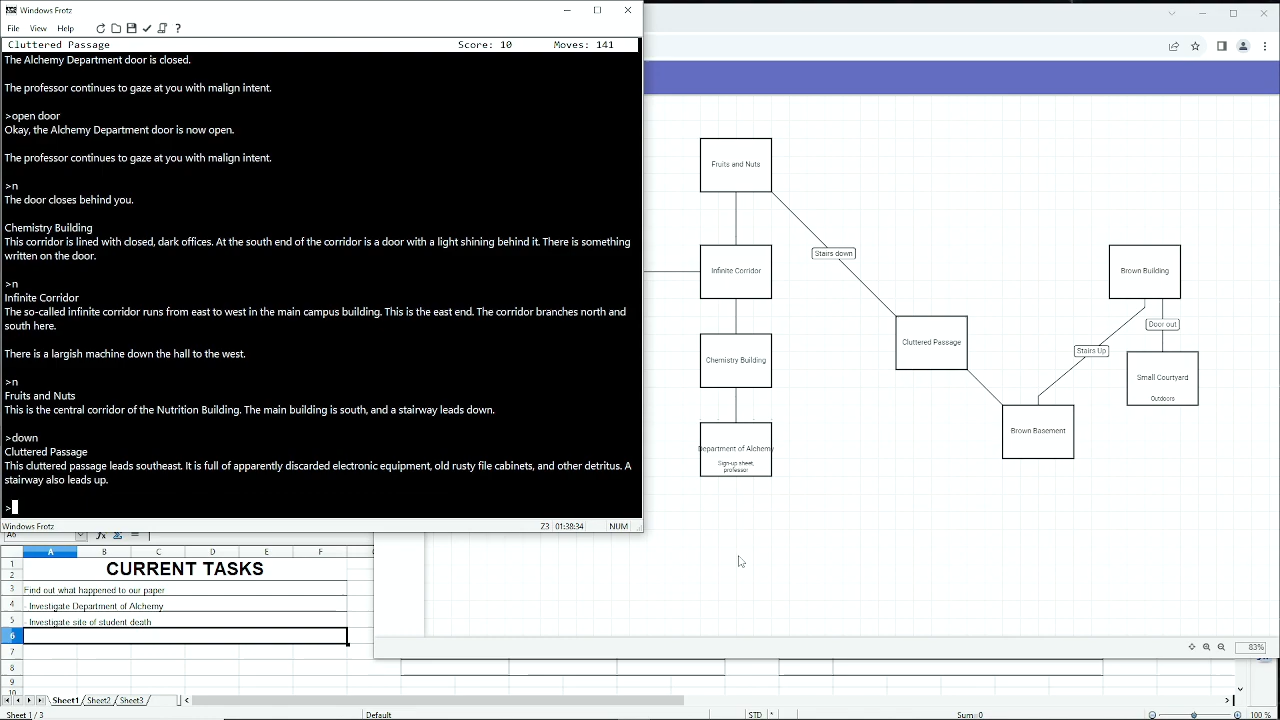 Windows Frotz
File View Help ?
Cluttered Passage Score: 10 Moves: 141
The Alchemy Department door is closed.
The professor continues to gaze at you with malign intent.
>open door
Okay, the Alchemy Department door is now open.
The professor continues to gaze at you with malign intent.
>n
The door closes behind you.
Chemistry Building
This corridor is lined with closed, dark offices. At the south end of the corridor is a door with a light shining behind it. There is something
written on the door.
>n
Infinite Corridor
The so-called infinite corridor runs from east to west in the main campus building. This is the east end. The corridor branches north and
south here.
There is a largish machine down the hall to the west.
>n
Fruits and Nuts
This is the central corridor of the Nutrition Building. The main building is south, and a stairway leads down.
>down
Cluttered Passage
This cluttered passage leads southeast. It is full of apparently discarded electronic equipment, old rusty file cabinets, and other detritus. A
stairway also leads up.
>
Windows Frotz Z3 01:38:34 NUM
Fruits and Nuts
Stairs down
Infinite Corridor
Brown Building
Door out
Cluttered Passage
Stairs Up
Chemistry Building
Small Courtyard
Outdoors
Brown Basement
Department of Alchemy
Sign-up sheet,
professor
83%
A6
A B C D E F
1 CURRENT TASKS
2
3 Find out what happened to our paper
4 - Investigate Department of Alchemy
5 - Investigate site of student death
6
7
8
9
10
Sheet1 Sheet2 Sheet3
Sheet 1 / 3 Default STD * Sum=0 100 %